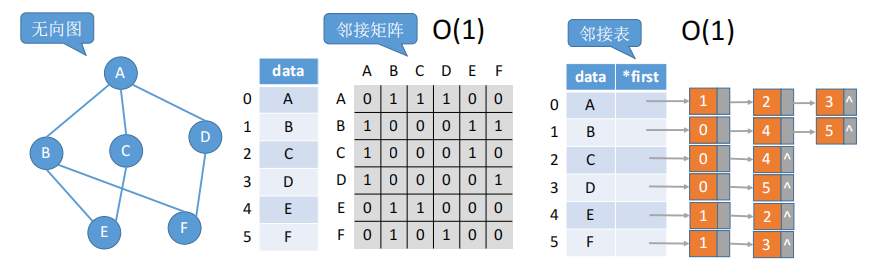 无向图
A
B
C
D
E
F
data
0 A
1 B
2 C
3 D
4 E
5 F
邻接矩阵 O(1)
A B C D E F
A 0 1 1 1 0 0
B 1 0 0 0 1 1
C 1 0 0 0 1 0
D 1 0 0 0 0 1
E 0 1 1 0 0 0
F 0 1 0 1 0 0
邻接表 O(1)
data *first
0 A 1 2 3 ^
1 B 0 4 5 ^
2 C 0 4 ^
3 D 0 5 ^
4 E 1 2 ^
5 F 1 3 ^